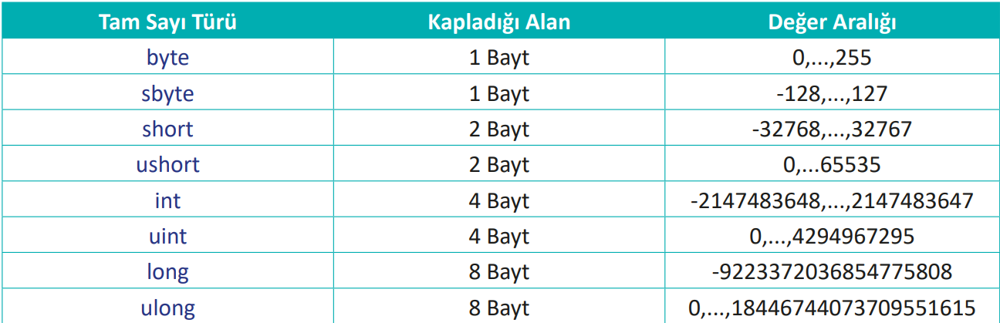 Tam Sayı Türü Kapladığı Alan Değer Aralığı
byte 1 Bayt 0,...,255
sbyte 1 Bayt -128,...,127
short 2 Bayt -32768,...,32767
ushort 2 Bayt 0,...65535
int 4 Bayt -2147483648,...,2147483647
uint 4 Bayt 0,...,4294967295
long 8 Bayt -9223372036854775808
ulong 8 Bayt 0,...,18446744073709551615